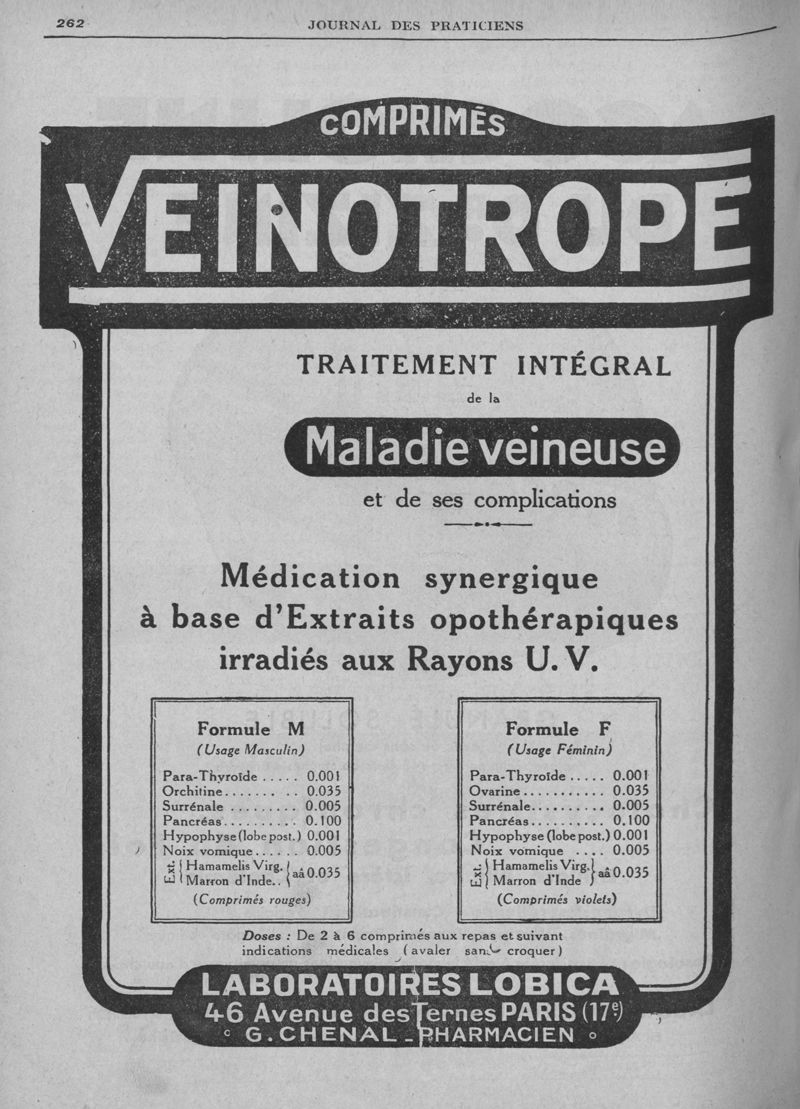 262
JOURNAL DES PRATICIENS
COMPRIMÉS
VEINOTROPE
TRAITEMENT INTÉGRAL
de la
Maladie veineuse
et de ses complications
Médication synergique
à base d'Extraits opothérapiques
irradiés aux Rayons U. V.
Formule M
(Usage Masculin)
Para-Thyroïde ..... 0.001
Orchitine........ .. 0.035
Surrénale ......... 0.005
Pancréas.......... 0.100
Hypophyse (lobe post.) 0.001
Noix vomique...... 0.005
Ext. { Hamamelis Virg. } aâ 0.035
Marron d'Inde..
(Comprimés rouges)
Formule F
(Usage Féminin)
Para-Thyroïde ..... 0.001
Ovarine........... 0.035
Surrénale.......... 0.005
Pancréas.......... 0.100
Hypophyse (lobe post.) 0.001
Noix vomique .... 0.005
Ext. { Hamamelis Virg. } aâ 0.035
Marron d'Inde
(Comprimés violets)
Doses : De 2 à 6 comprimés aux repas et suivant
indications médicales (avaler sans croquer)
LABORATOIRES LOBICA
46 Avenue des Ternes PARIS (17e)
G. CHENAL - PHARMACIEN